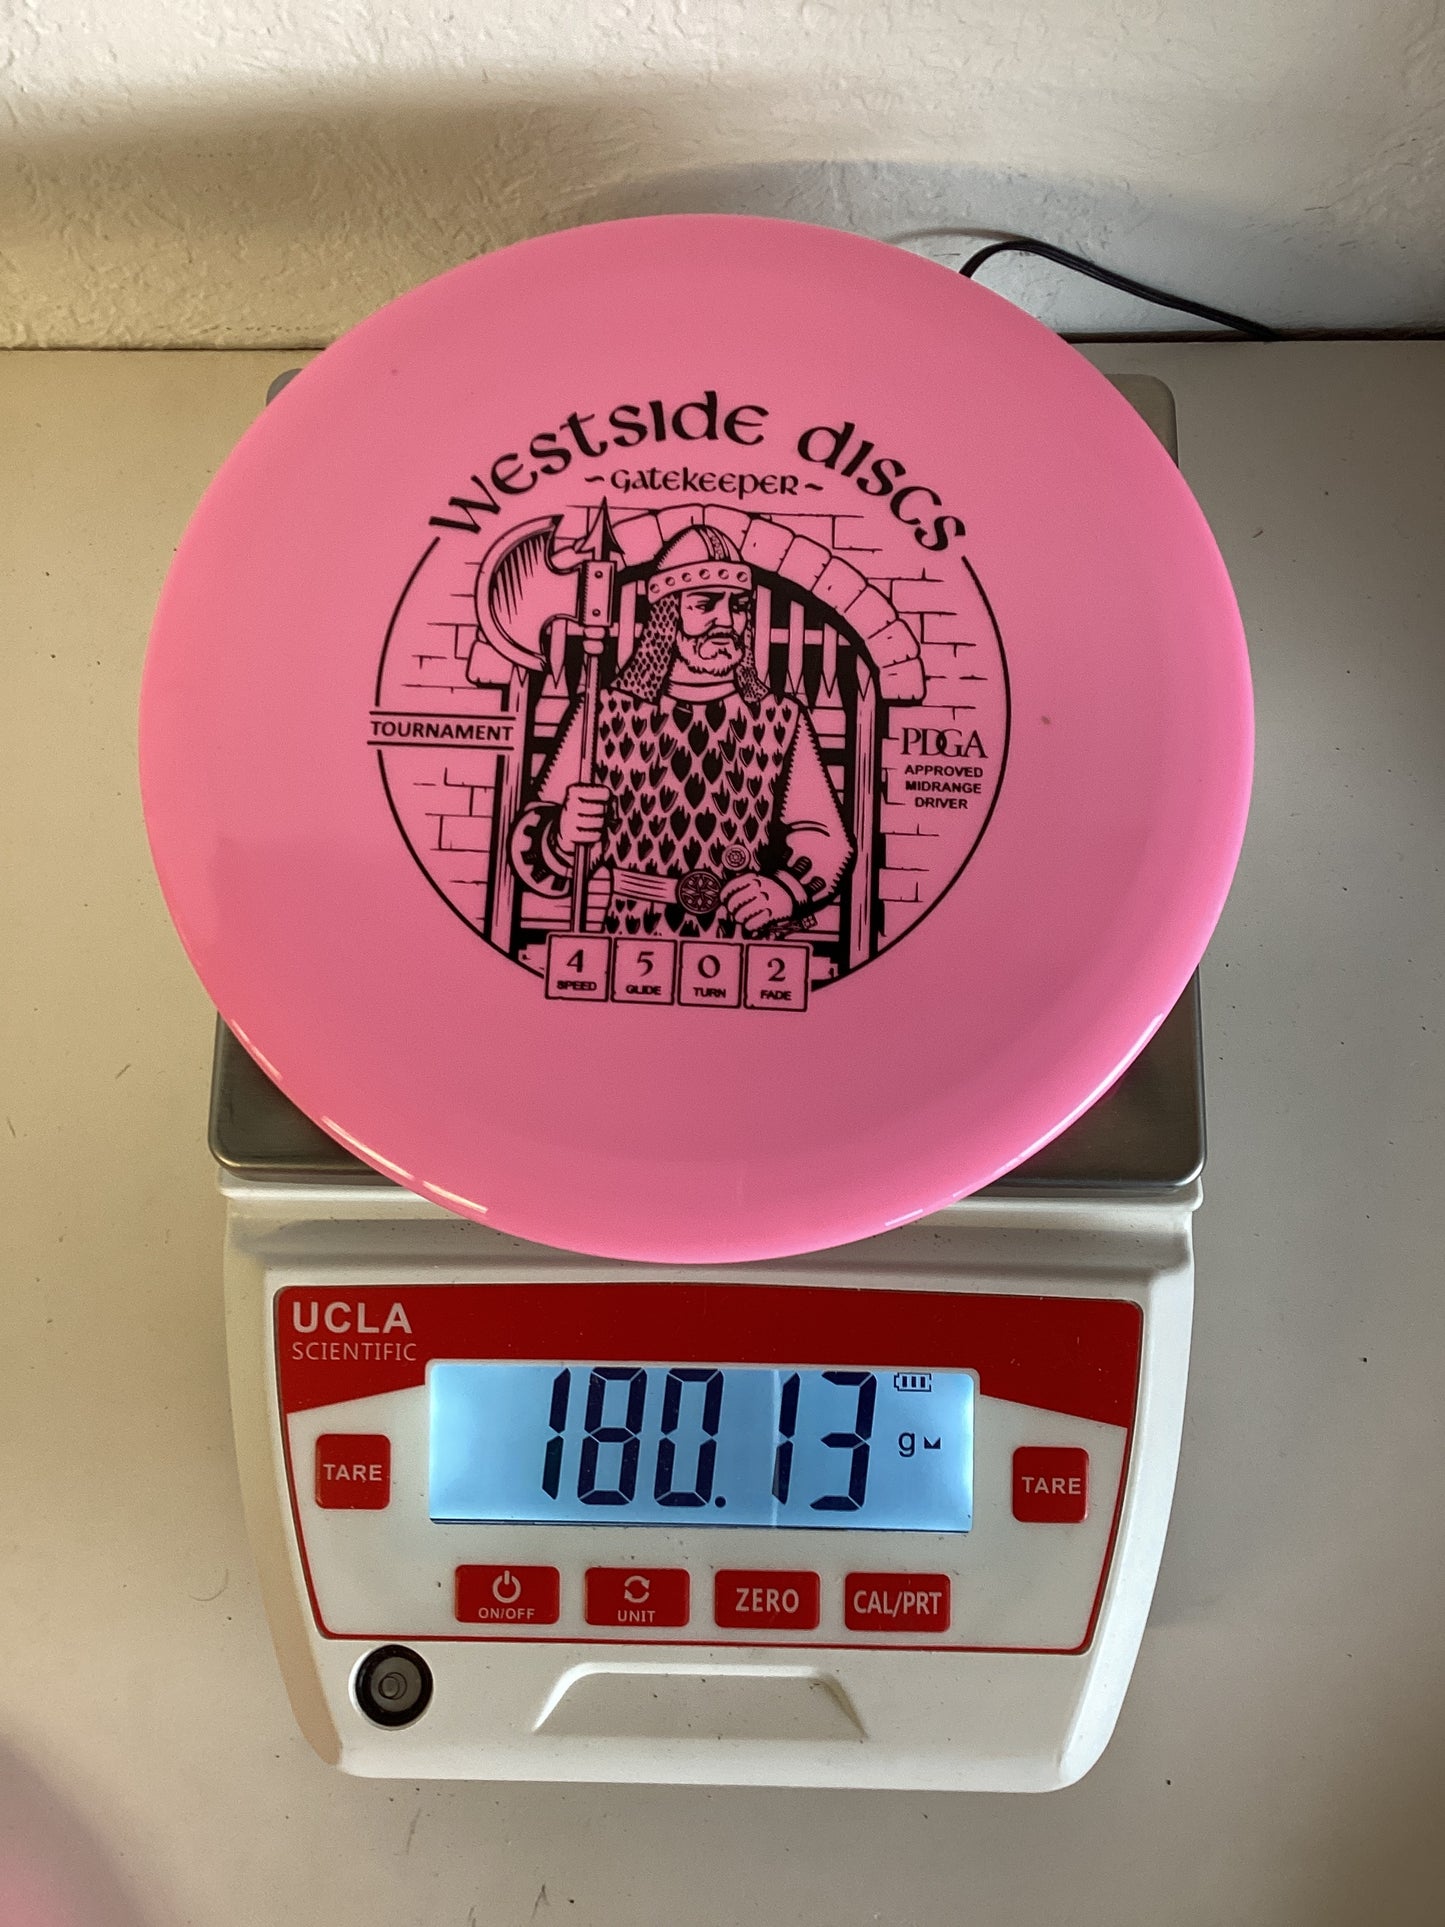 WESTSIDE DISCS
~GATEKEEPER~
TOURNAMENT
PDGA
APPROVED
MIDRANGE
DRIVER
4 5 0 2
SPEED GLIDE TURN FADE
UCLA
SCIENTIFIC
180.13 g
TARE TARE
ON/OFF UNIT ZERO CAL/PRT